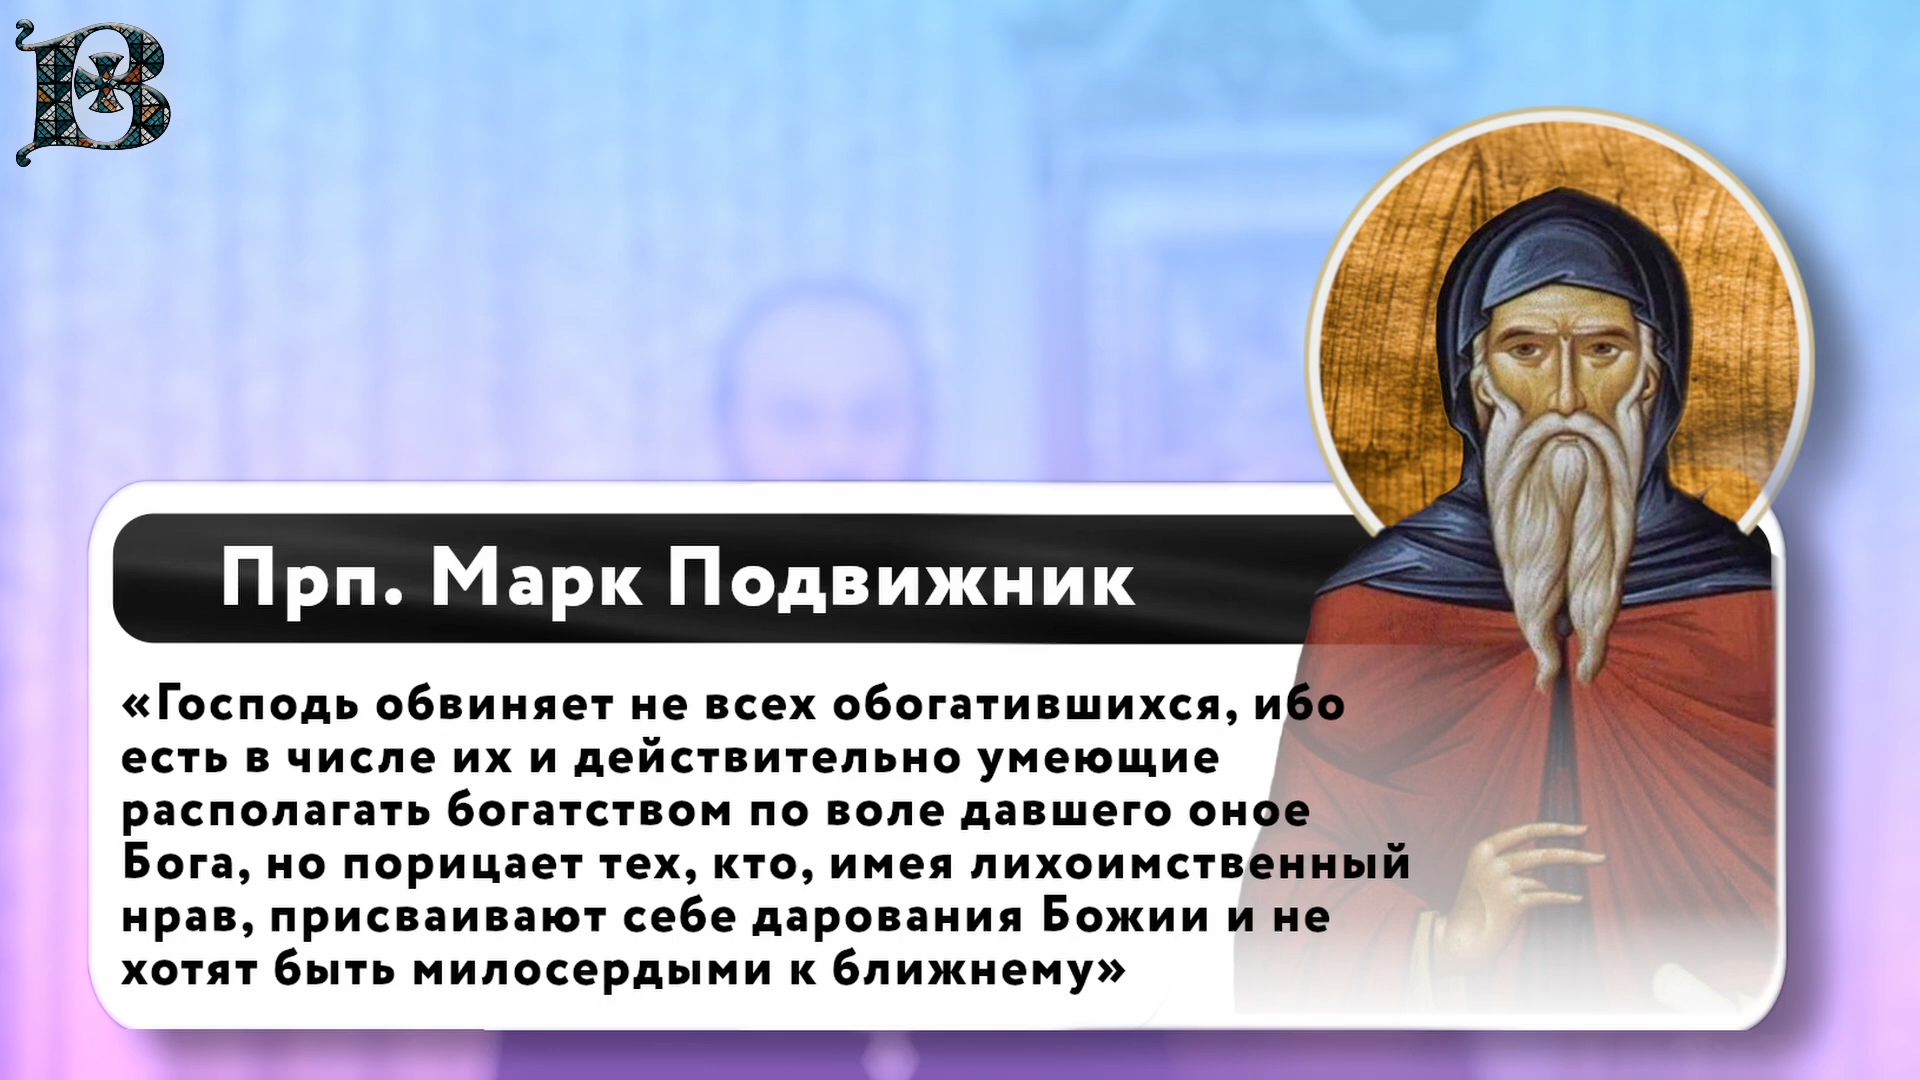 В
Прп. Марк Подвижник
«Господь обвиняет не всех обогатившихся, ибо
есть в числе их и действительно умеющие
располагать богатством по воле давшего оное
Бога, но порицает тех, кто, имея лихоимственный
нрав, присваивают себе дарования Божии и не
хотят быть милосердыми к ближнему»